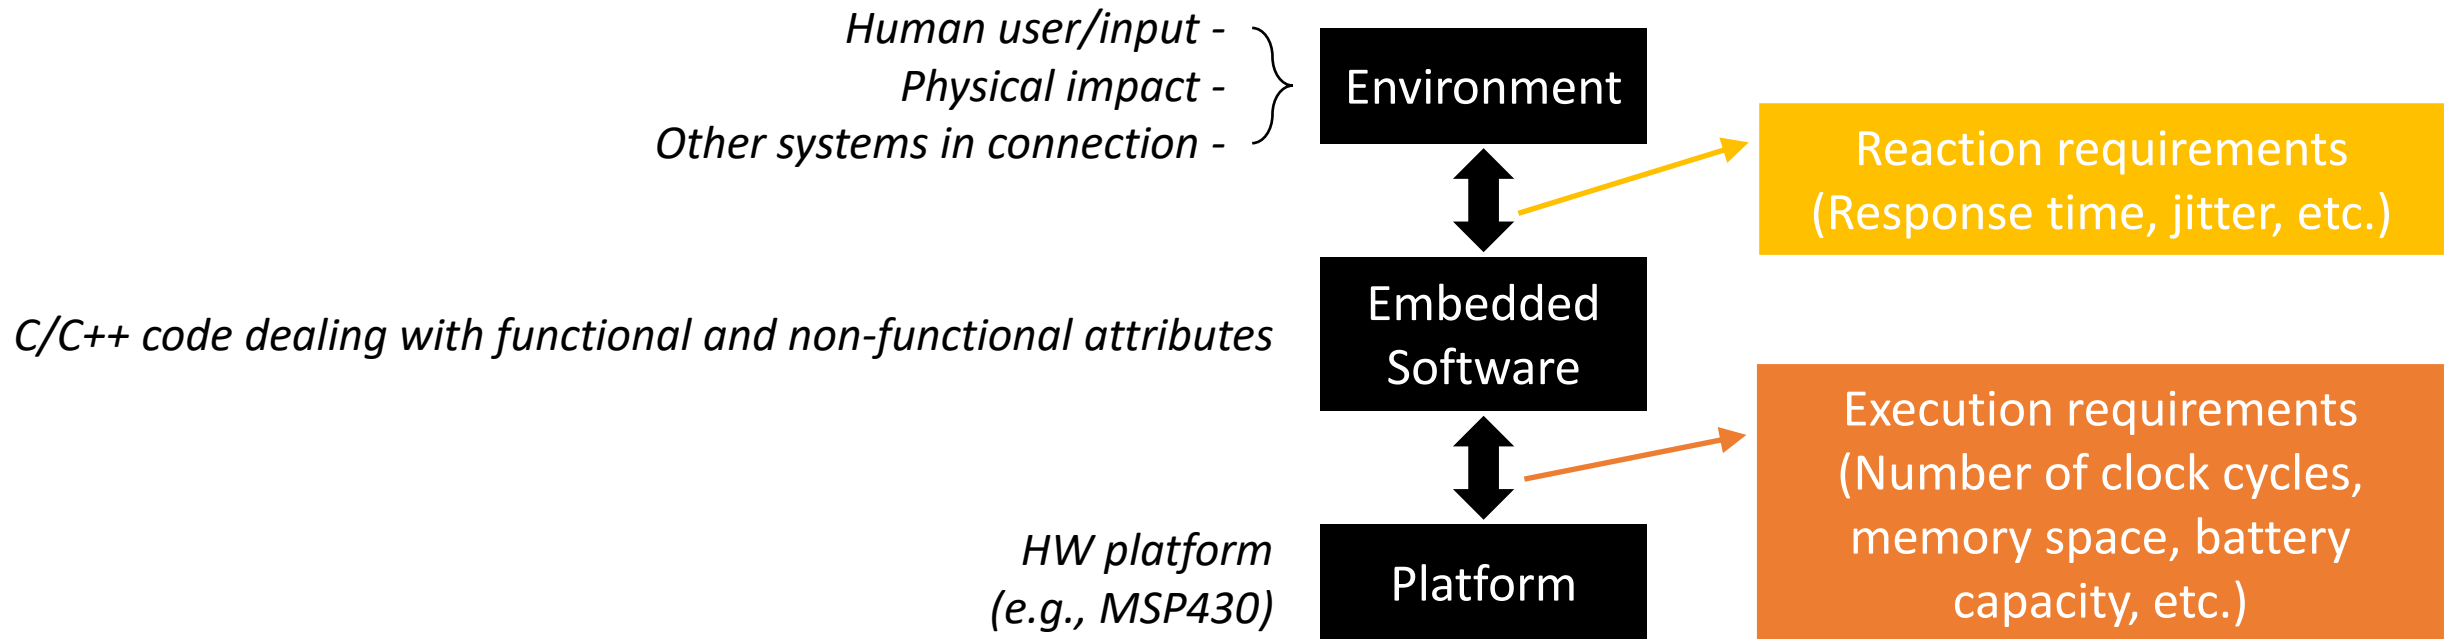 Human user/input -
Physical impact -
Other systems in connection -
Environment
Reaction requirements
(Response time, jitter, etc.)
C/C++ code dealing with functional and non-functional attributes
Embedded
Software
Execution requirements
(Number of clock cycles,
memory space, battery
capacity, etc.)
HW platform
(e.g., MSP430)
Platform